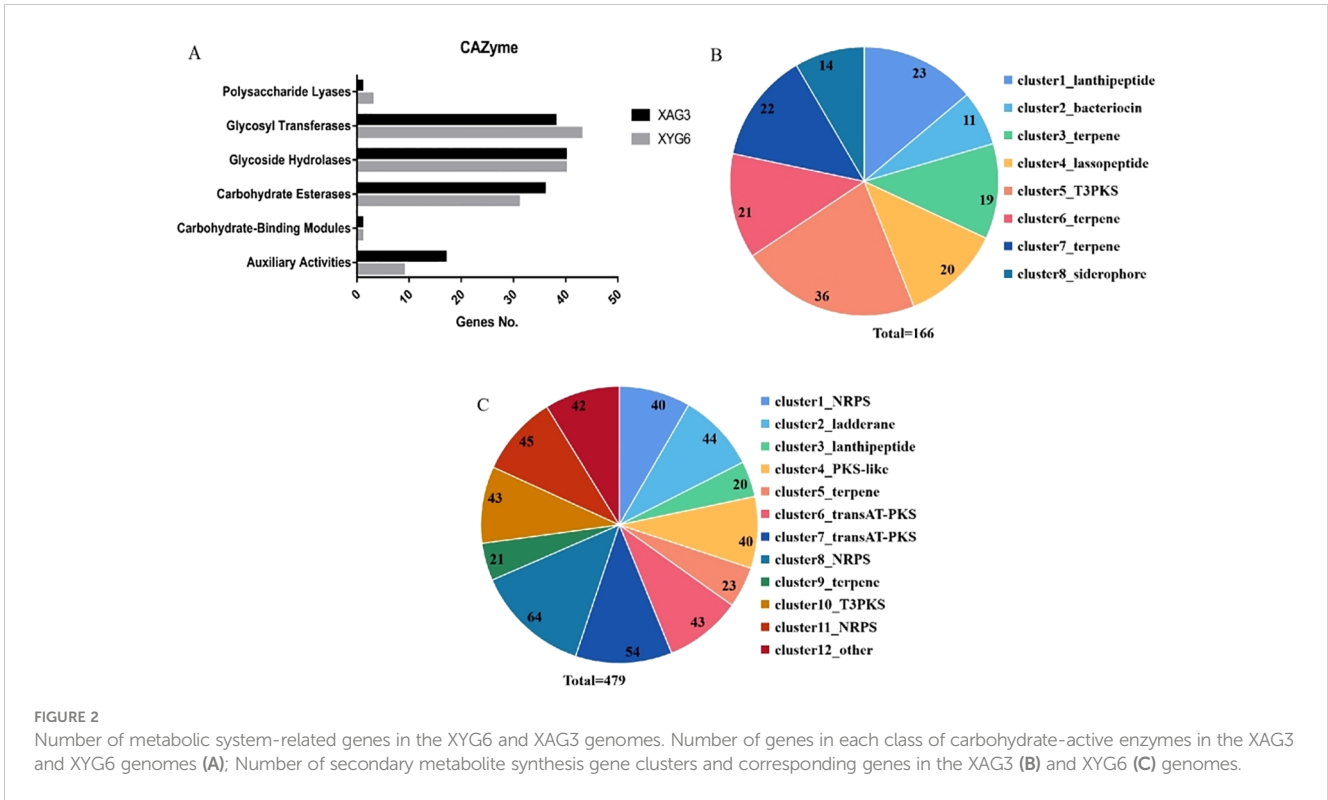 A
CAZyme
Polysaccharide Lyases
Glycosyl Transferases
Glycoside Hydrolases
Carbohydrate Esterases
Carbohydrate-Binding Modules
Auxiliary Activities
0 10 20 30 40 50
Genes No.
XAG3
XYG6
B
23
11
19
20
36
21
22
14
Total=166
cluster1_lanthipeptide
cluster2_bacteriocin
cluster3_terpene
cluster4_lassopeptide
cluster5_T3PKS
cluster6_terpene
cluster7_terpene
cluster8_siderophore
C
40
44
20
40
23
43
54
64
21
43
45
42
Total=479
cluster1_NRPS
cluster2_ladderane
cluster3_lanthipeptide
cluster4_PKS-like
cluster5_terpene
cluster6_transAT-PKS
cluster7_transAT-PKS
cluster8_NRPS
cluster9_terpene
cluster10_T3PKS
cluster11_NRPS
cluster12_other
FIGURE 2
Number of metabolic system-related genes in the XYG6 and XAG3 genomes. Number of genes in each class of carbohydrate-active enzymes in the XAG3
and XYG6 genomes (A); Number of secondary metabolite synthesis gene clusters and corresponding genes in the XAG3 (B) and XYG6 (C) genomes.